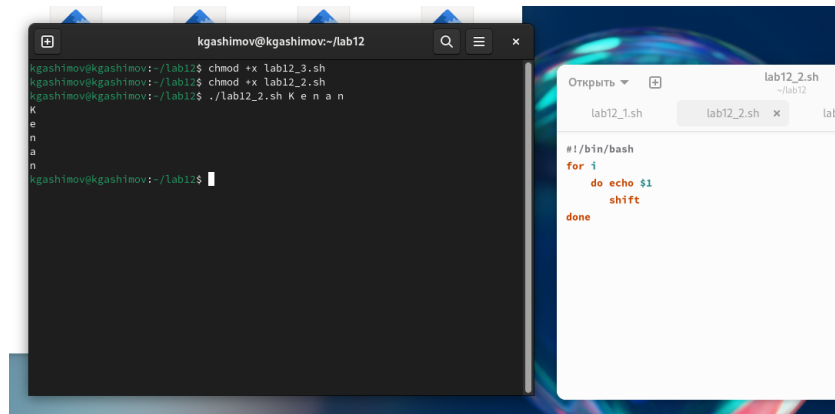 kgashimov@kgashimov:~/lab12
kgashimov@kgashimov:~/lab12$ chmod +x lab12_3.sh
kgashimov@kgashimov:~/lab12$ chmod +x lab12_2.sh
kgashimov@kgashimov:~/lab12$ ./lab12_2.sh K e n a n
K
e
n
a
n
kgashimov@kgashimov:~/lab12$
Открыть
lab12_2.sh
~/lab12
lab12_1.sh
lab12_2.sh
lab
#!/bin/bash
for i
do echo $1
shift
done